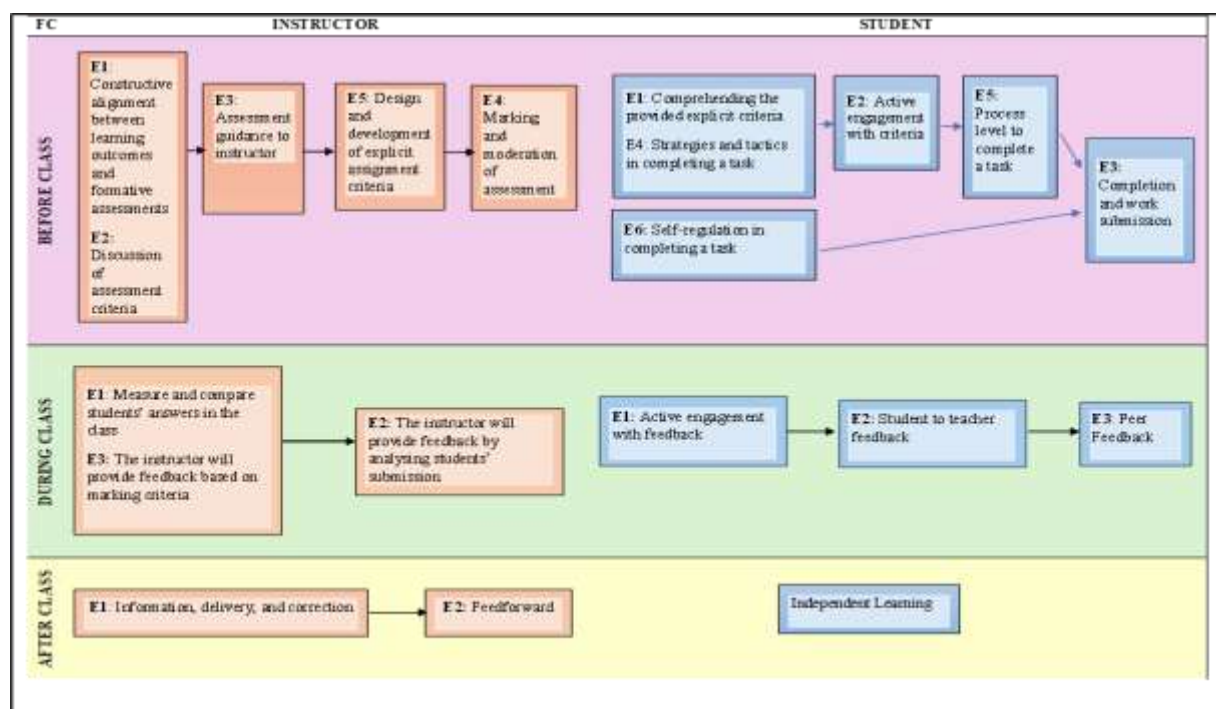 FC INSTRUCTOR STUDENT
BEFORE CLASS
E1:
Constructive
alignment
between
learning
outcomes
and
formative
assessments
E2:
Discussion
of
assessment
criteria
E3:
Assessment
guidance to
instructor
E5: Design
and
development
of explicit
assignment
criteria
E4:
Marking
and
moderation
of
assessment
E1: Comprehending the
provided explicit criteria
E4: Strategies and tactics
in completing a task
E2: Active
engagement
with criteria
E5:
Process
level to
complete
a task
E6: Self-regulation in
completing a task
E3:
Completion
and work
submission
DURING CLASS
E1: Measure and compare
students' answers in the
class
E3: The instructor will
provide feedback based on
marking criteria
E2: The instructor will
provide feedback by
analysing students'
submission
E1: Active engagement
with feedback
E2: Student to teacher
feedback
E3: Peer
Feedback
AFTER CLASS
E1: Information, delivery, and correction
E2: Feedforward
Independent Learning